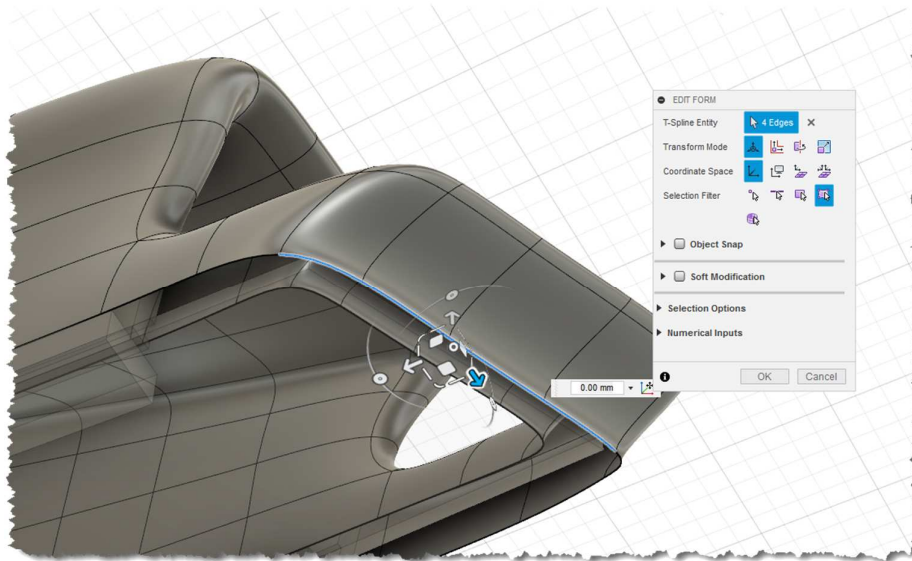 EDIT FORM
T-Spline Entity 4 Edges
Transform Mode
Coordinate Space
Selection Filter
Object Snap
Soft Modification
Selection Options
Numerical Inputs
OK Cancel
0.00 mm